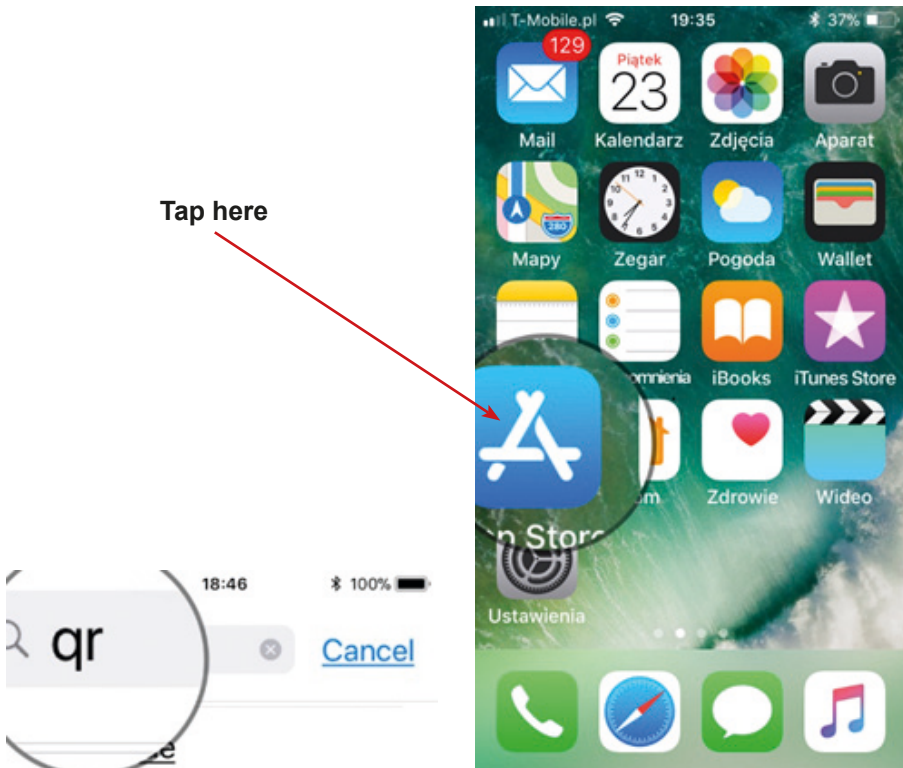 T-Mobile.pl 19:35 37%
129
Piątek
23
Mail Kalendarz Zdjęcia Aparat
280
Mapy Zegar Pogoda Wallet
Tap here
iBooks iTunes Store
Zdrowie Wideo
Store
Ustawienia
18:46 100%
qr
Cancel